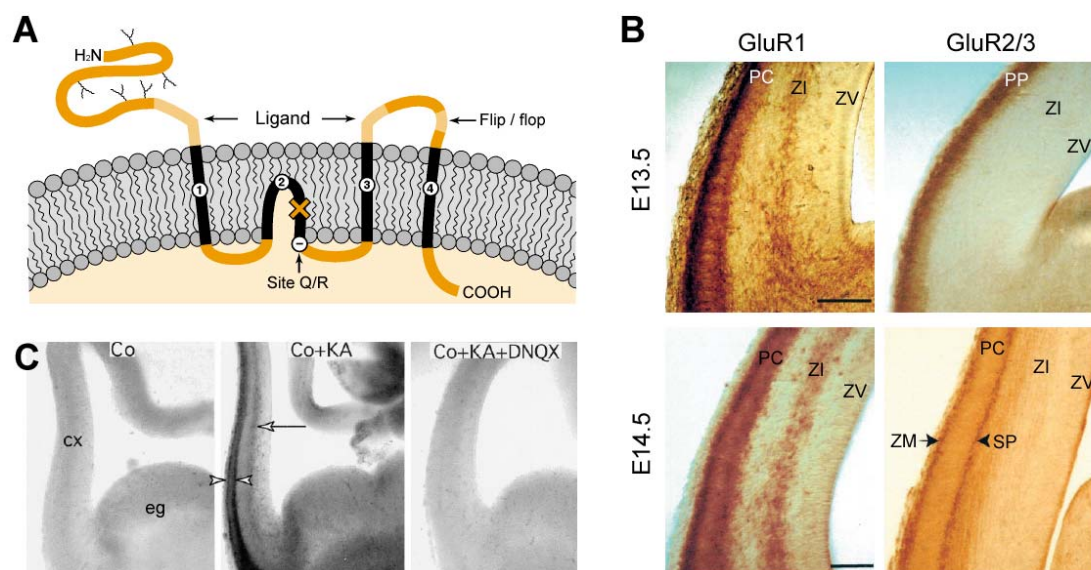 A
H₂N
Ligand
Flip / flop
1
2
3
4
−
Site Q/R
COOH
B
GluR1
GluR2/3
E13.5
PC
ZI
ZV
PP
ZI
ZV
E14.5
PC
ZI
ZV
PC
ZI
ZV
ZM
SP
C
Co
Co+KA
Co+KA+DNQX
cx
eg